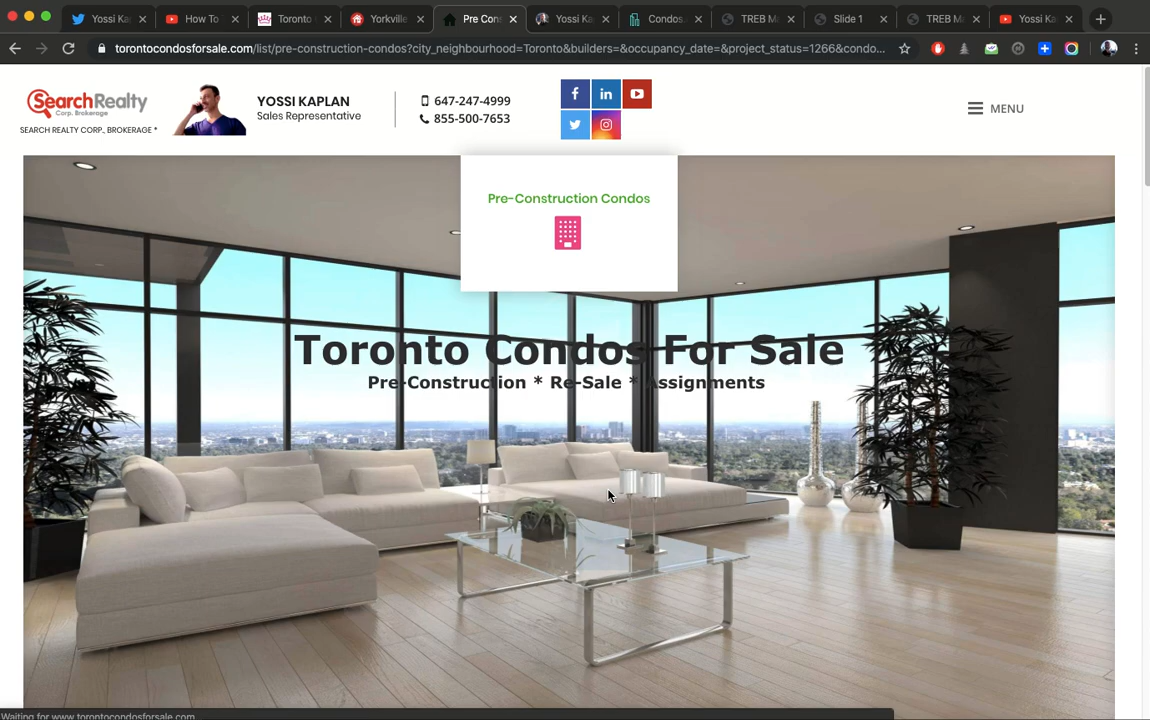 Yossi Ka
How To
Toronto
Yorkville
Pre Cons
Yossi Ka
Condos
TREB M
Slide 1
TREB M
Yossi Ka
torontocondosforsale.com/list/pre-construction-condos?city_neighbourhood=Toronto&builders=&occupancy_date=&project_status=1266&condo...
SearchRealty
Corp. Brokerage
SEARCH REALTY CORP., BROKERAGE *
YOSSI KAPLAN
Sales Representative
647-247-4999
855-500-7653
MENU
Pre-Construction Condos
Toronto Condos For Sale
Pre-Construction * Re-Sale * Assignments
Waiting for www.torontocondosforsale.com...